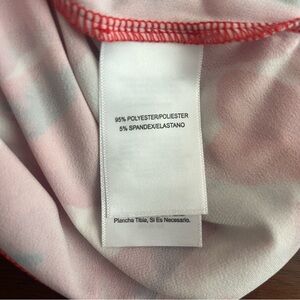 95% POLYESTER/POLIESTER
5% SPANDEX/ELASTANO
Plancha Tibia, Si Es Necesario.